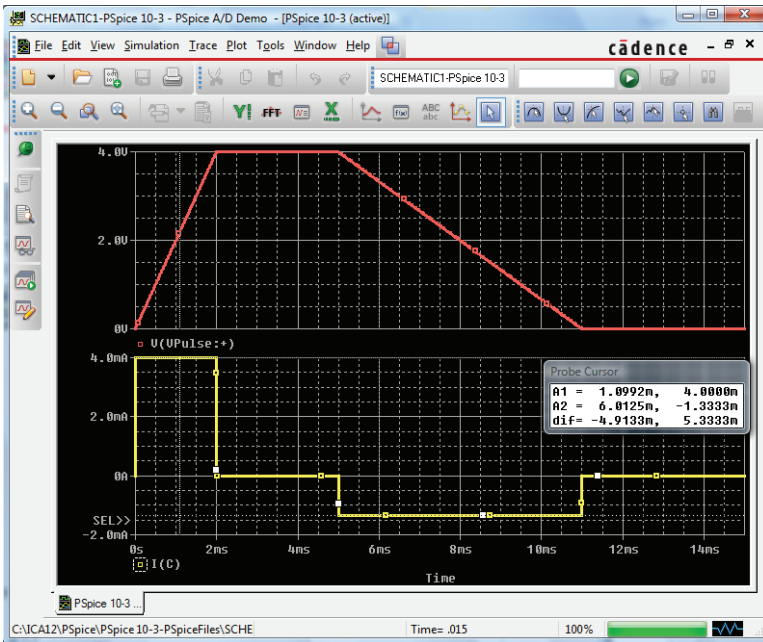 SCHEMATIC1-PSpice 10-3 - PSpice A/D Demo - [PSpice 10-3 (active)]
File Edit View Simulation Trace Plot Tools Window Help
cādence
SCHEMATIC1-PSpice 10-3
FFT
ABC
abc
f(x)
4.0V
2.0V
0V
V(VPulse:+)
4.0mA
2.0mA
0A
SEL>>
-2.0mA
Probe Cursor
A1 = 1.0992m, 4.0000m
A2 = 6.0125m, -1.3333m
dif= -4.9133m, 5.3333m
0s 2ms 4ms 6ms 8ms 10ms 12ms 14ms
I(C)
Time
PSpice 10-3 ...
C:\ICA12\PSpice\PSpice 10-3-PSpiceFiles\SCHE Time= .015 100%